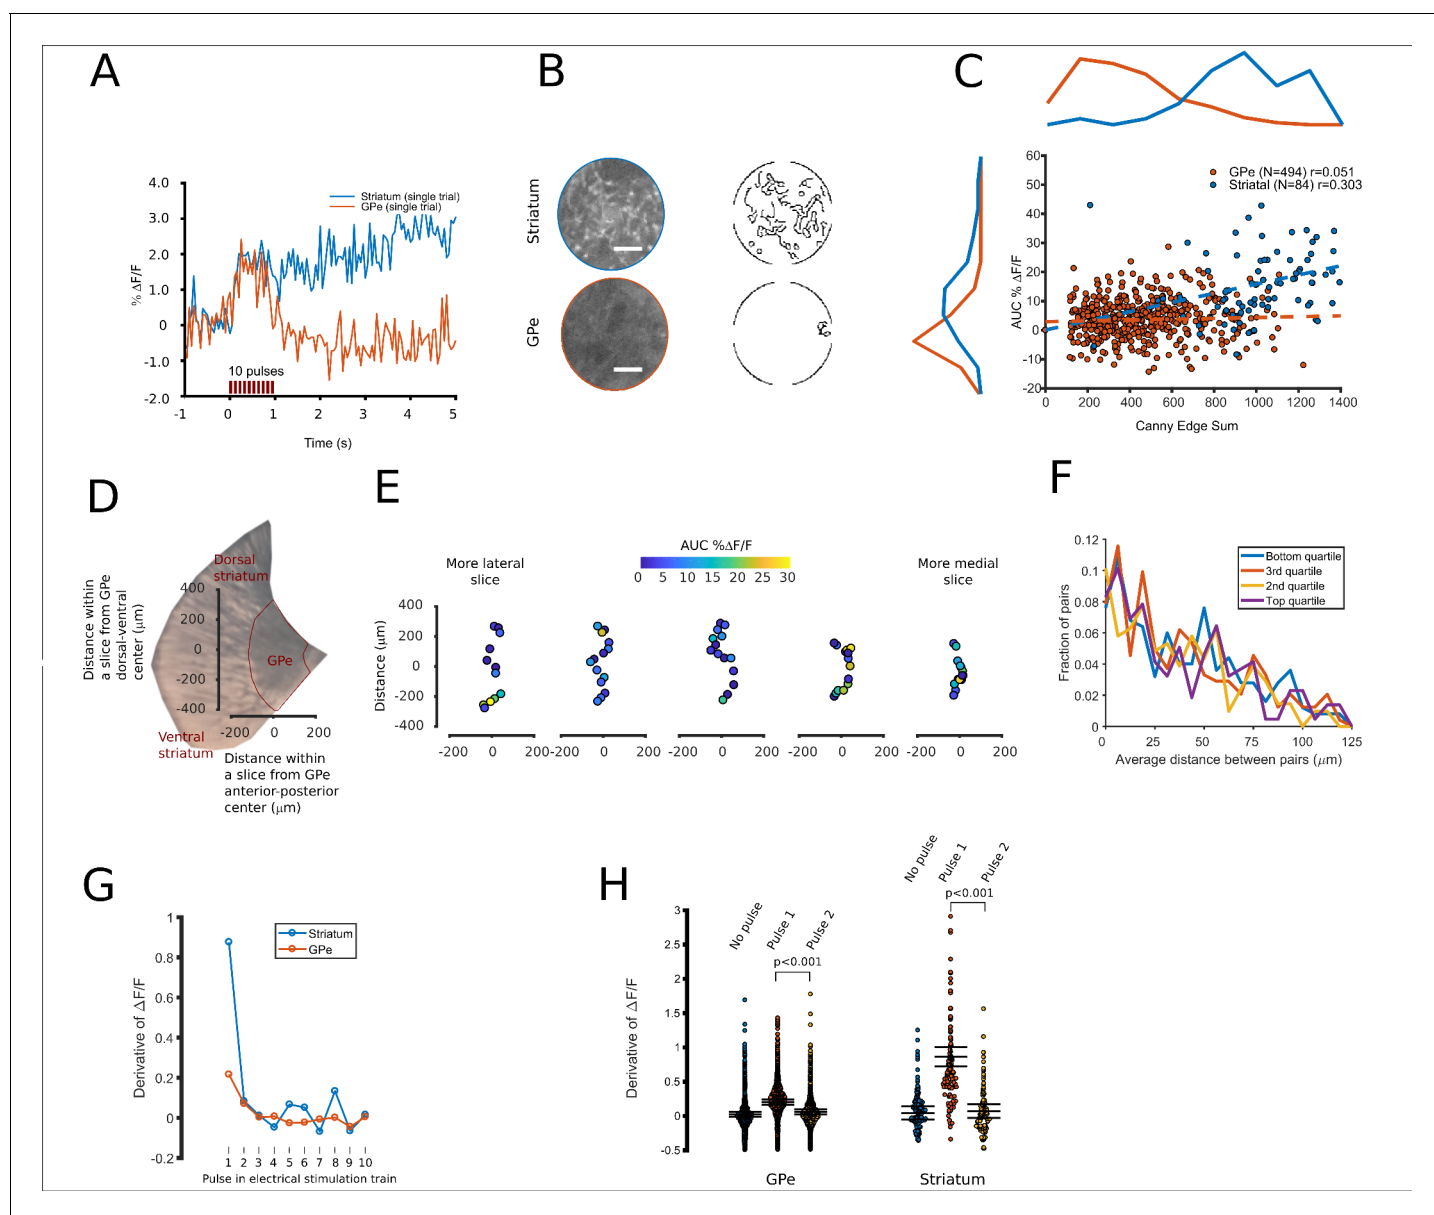 A
4.0
3.0
2.0
1.0
0
-1.0
-2.0
% ΔF/F
Striatum (single trial)
GPe (single trial)
10 pulses
-1 0 1 2 3 4 5
Time (s)
B
Striatum
GPe
C
60
50
40
30
20
10
0
-10
-20
AUC % ΔF/F
GPe (N=494) r=0.051
Striatal (N=84) r=0.303
0 200 400 600 800 1000 1200 1400
Canny Edge Sum
D
Dorsal
striatum
400
200
0
-200
-400
GPe
Ventral
striatum
Distance within
a slice from GPe
dorsal-ventral
center (μm)
-200 0 200
Distance within
a slice from GPe
anterior-posterior
center (μm)
E
AUC %ΔF/F
0 5 10 15 20 25 30
More lateral
slice
More medial
slice
400
200
0
-200
-400
Distance (μm)
-200 0 200
-200 0 200
-200 0 200
-200 0 200
-200 0 200
F
0.12
0.1
0.08
0.06
0.04
0.02
0
Fraction of pairs
Bottom quartile
3rd quartile
2nd quartile
Top quartile
0 25 50 75 100 125
Average distance between pairs (μm)
G
1
0.8
0.6
0.4
0.2
0
-0.2
Derivative of ΔF/F
Striatum
GPe
1 2 3 4 5 6 7 8 9 10
Pulse in electrical stimulation train
H
3
2.5
2
1.5
1
0.5
0
-0.5
Derivative of ΔF/F
No pulse
Pulse 1
Pulse 2
p<0.001
No pulse
Pulse 1
Pulse 2
p<0.001
GPe
Striatum